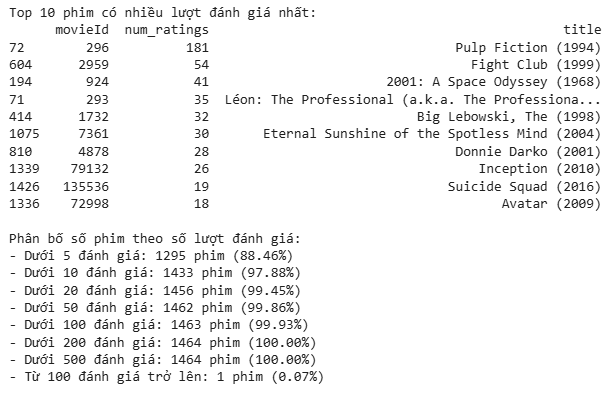 Top 10 phim có nhiều lượt đánh giá nhất:
movieId num_ratings title
72 296 181 Pulp Fiction (1994)
604 2959 54 Fight Club (1999)
194 924 41 2001: A Space Odyssey (1968)
71 293 35 Léon: The Professional (a.k.a. The Professiona...
414 1732 32 Big Lebowski, The (1998)
1075 7361 30 Eternal Sunshine of the Spotless Mind (2004)
810 4878 28 Donnie Darko (2001)
1339 79132 26 Inception (2010)
1426 135536 19 Suicide Squad (2016)
1336 72998 18 Avatar (2009)
Phân bố số phim theo số lượt đánh giá:
- Dưới 5 đánh giá: 1295 phim (88.46%)
- Dưới 10 đánh giá: 1433 phim (97.88%)
- Dưới 20 đánh giá: 1456 phim (99.45%)
- Dưới 50 đánh giá: 1462 phim (99.86%)
- Dưới 100 đánh giá: 1463 phim (99.93%)
- Dưới 200 đánh giá: 1464 phim (100.00%)
- Dưới 500 đánh giá: 1464 phim (100.00%)
- Từ 100 đánh giá trở lên: 1 phim (0.07%)